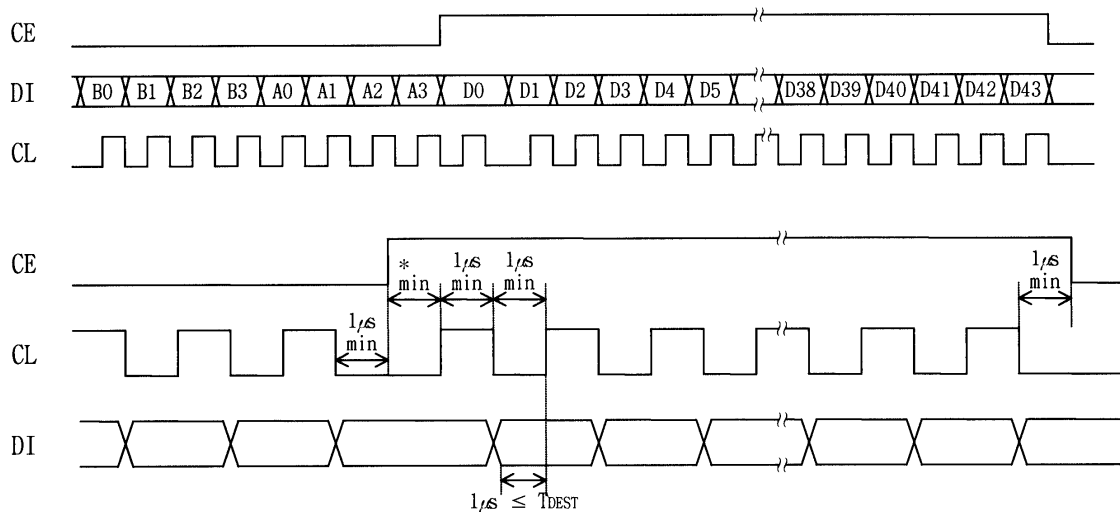 CE
DI B0 B1 B2 B3 A0 A1 A2 A3 D0 D1 D2 D3 D4 D5 D38 D39 D40 D41 D42 D43
CL
CE
* min
1μs min
1μs min
1μs min
1μs min
CL
DI
1μs ≤ TDEST